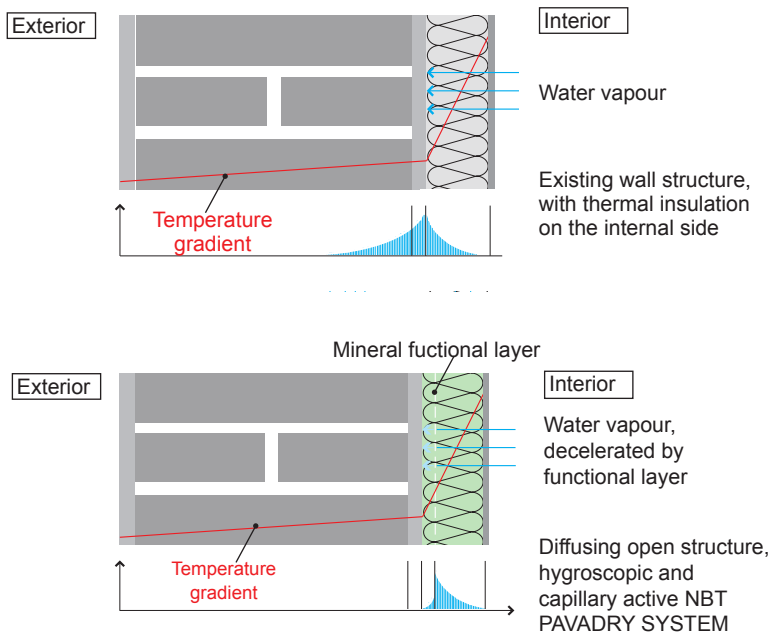 Exterior
Interior
Water vapour
Existing wall structure,
with thermal insulation
on the internal side
Temperature
gradient
Mineral fuctional layer
Exterior
Interior
Water vapour,
decelerated by
functional layer
Temperature
gradient
Diffusing open structure,
hygroscopic and
capillary active NBT
PAVADRY SYSTEM